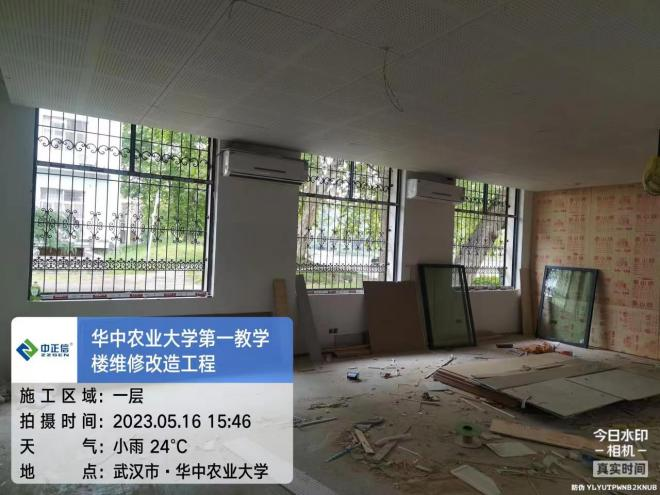 中正信®
ZZSEN
华中农业大学第一教学
楼维修改造工程
施工区域：一层
拍摄时间：2023.05.16 15:46
天 气：小雨 24℃
地 点：武汉市·华中农业大学
今日水印
相机
真实时间
防伪 YLYUTPWNB2KNUB